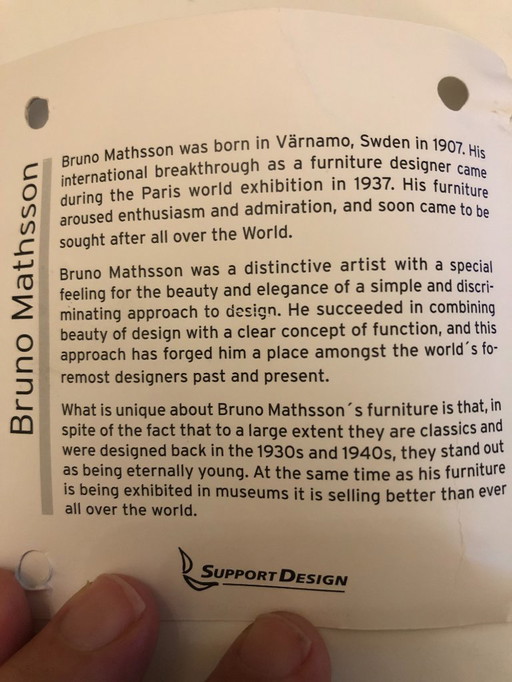 Bruno Mathsson
Bruno Mathsson was born in Värnamo, Swden in 1907. His
international breakthrough as a furniture designer came
during the Paris world exhibition in 1937. His furniture
aroused enthusiasm and admiration, and soon came to be
sought after all over the World.
Bruno Mathsson was a distinctive artist with a special
feeling for the beauty and elegance of a simple and discri-
minating approach to design. He succeeded in combining
beauty of design with a clear concept of function, and this
approach has forged him a place amongst the world´s fo-
remost designers past and present.
What is unique about Bruno Mathsson´s furniture is that, in
spite of the fact that to a large extent they are classics and
were designed back in the 1930s and 1940s, they stand out
as being eternally young. At the same time as his furniture
is being exhibited in museums it is selling better than ever
all over the world.
SUPPORT DESIGN